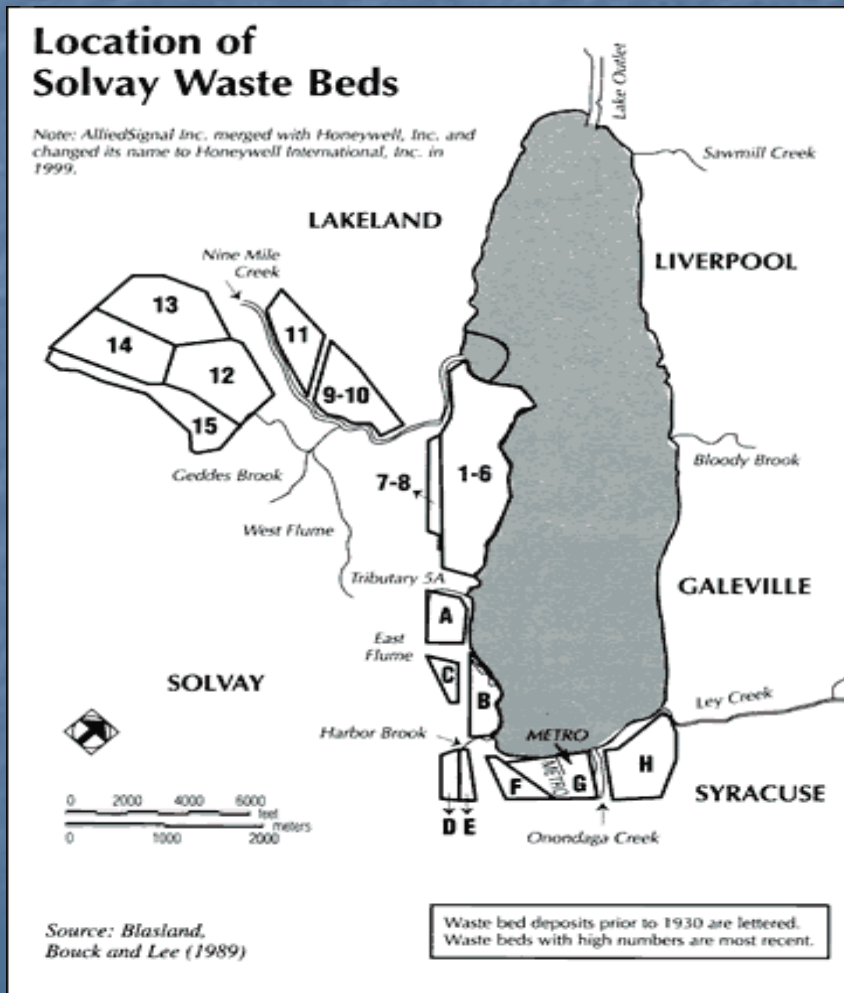 Location of
Solvay Waste Beds
Note: AlliedSignal Inc. merged with Honeywell, Inc. and
changed its name to Honeywell International, Inc. in
1999.
Lake Outlet
Sawmill Creek
LAKELAND
LIVERPOOL
Nine Mile
Creek
13
14
12
15
11
9-10
Geddes Brook
7-8
1-6
Bloody Brook
West Flume
Tributary 5A
GALEVILLE
A
East
Flume
C
B
SOLVAY
Ley Creek
Harbor Brook
METRO
METRO
F
G
H
D
E
SYRACUSE
Onondaga Creek
0 2000 4000 6000
feet
meters
0 1000 2000
Source: Blasland,
Bouck and Lee (1989)
Waste bed deposits prior to 1930 are lettered.
Waste beds with high numbers are most recent.